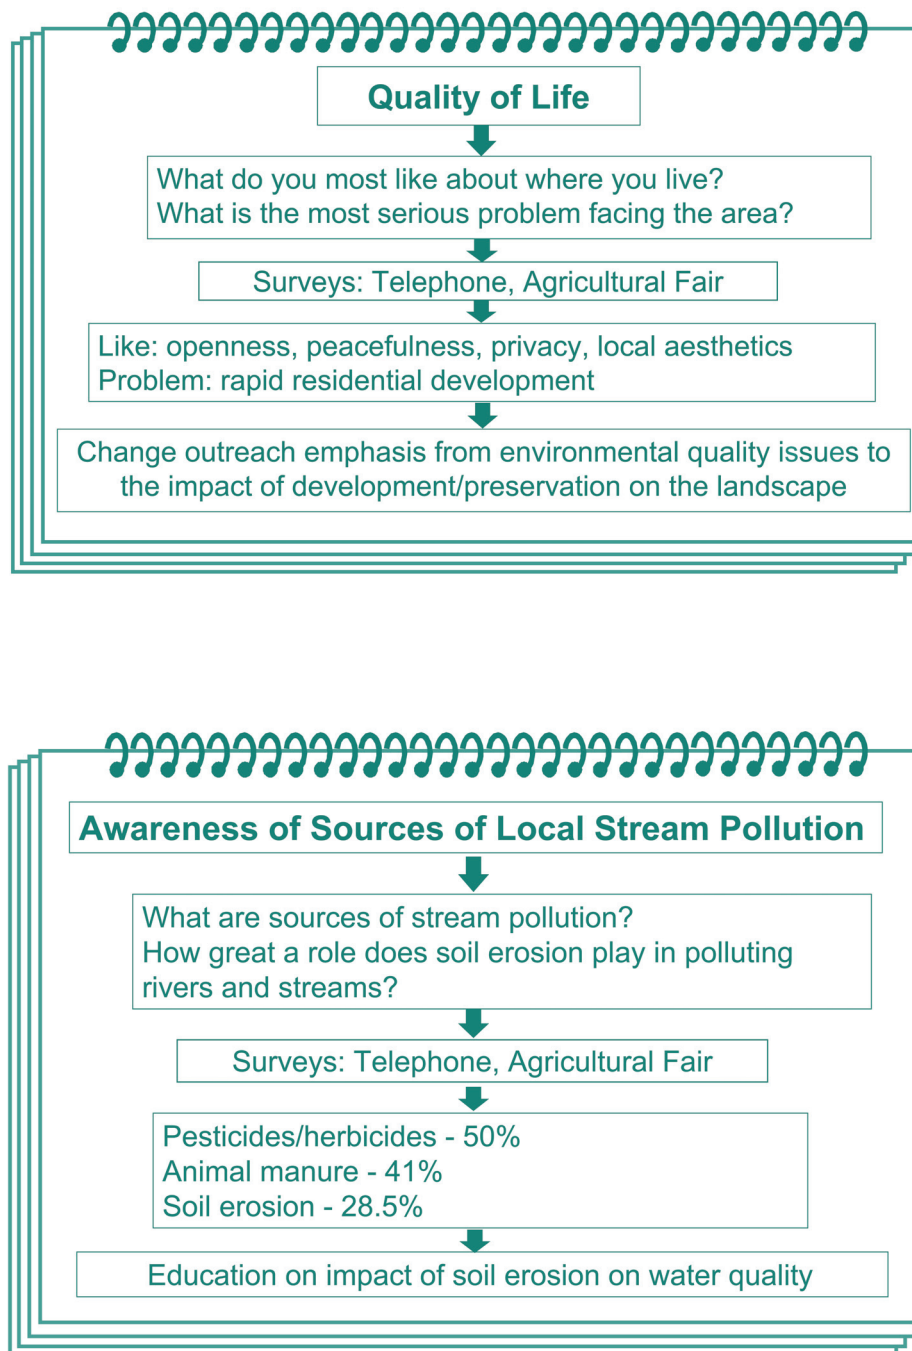 Quality of Life
What do you most like about where you live?
What is the most serious problem facing the area?
Surveys: Telephone, Agricultural Fair
Like: openness, peacefulness, privacy, local aesthetics
Problem: rapid residential development
Change outreach emphasis from environmental quality issues to
the impact of development/preservation on the landscape
Awareness of Sources of Local Stream Pollution
What are sources of stream pollution?
How great a role does soil erosion play in polluting
rivers and streams?
Surveys: Telephone, Agricultural Fair
Pesticides/herbicides - 50%
Animal manure - 41%
Soil erosion - 28.5%
Education on impact of soil erosion on water quality